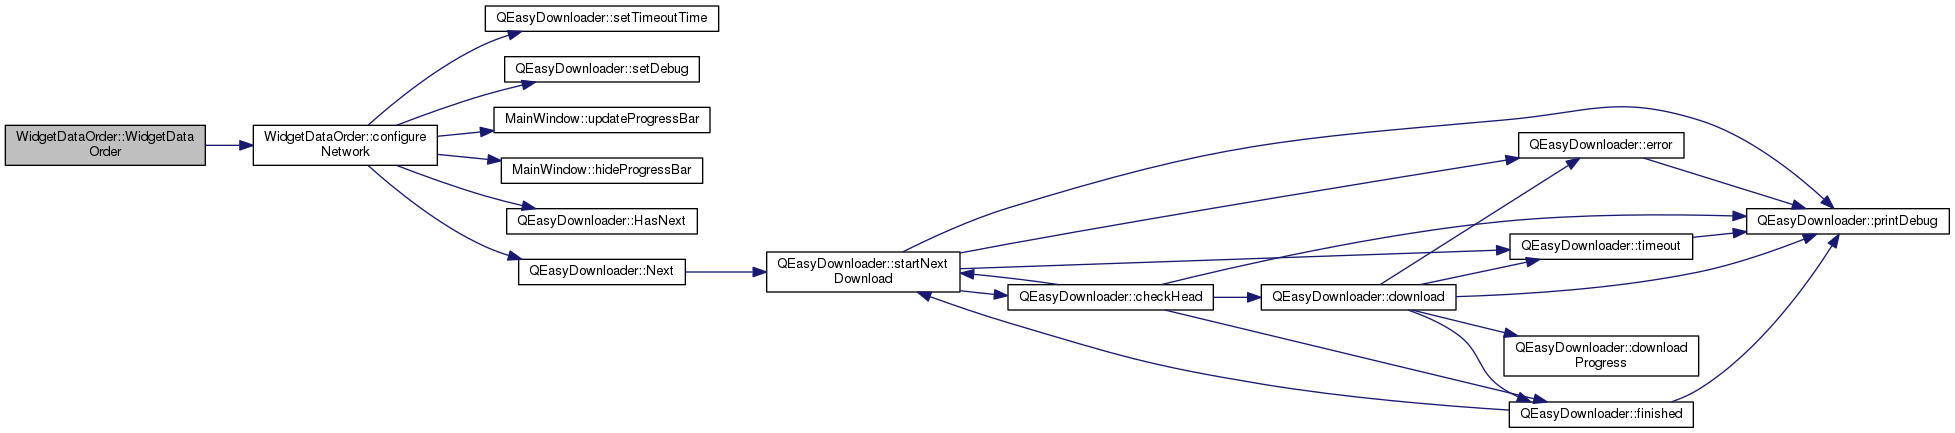 QEasyDownloader::setTimeoutTime
QEasyDownloader::setDebug
MainWindow::updateProgressBar
WidgetDataOrder::WidgetData
Order
WidgetDataOrder::configure
Network
MainWindow::hideProgressBar
QEasyDownloader::HasNext
QEasyDownloader::Next
QEasyDownloader::startNext
Download
QEasyDownloader::checkHead
QEasyDownloader::download
QEasyDownloader::error
QEasyDownloader::timeout
QEasyDownloader::download
Progress
QEasyDownloader::finished
QEasyDownloader::printDebug